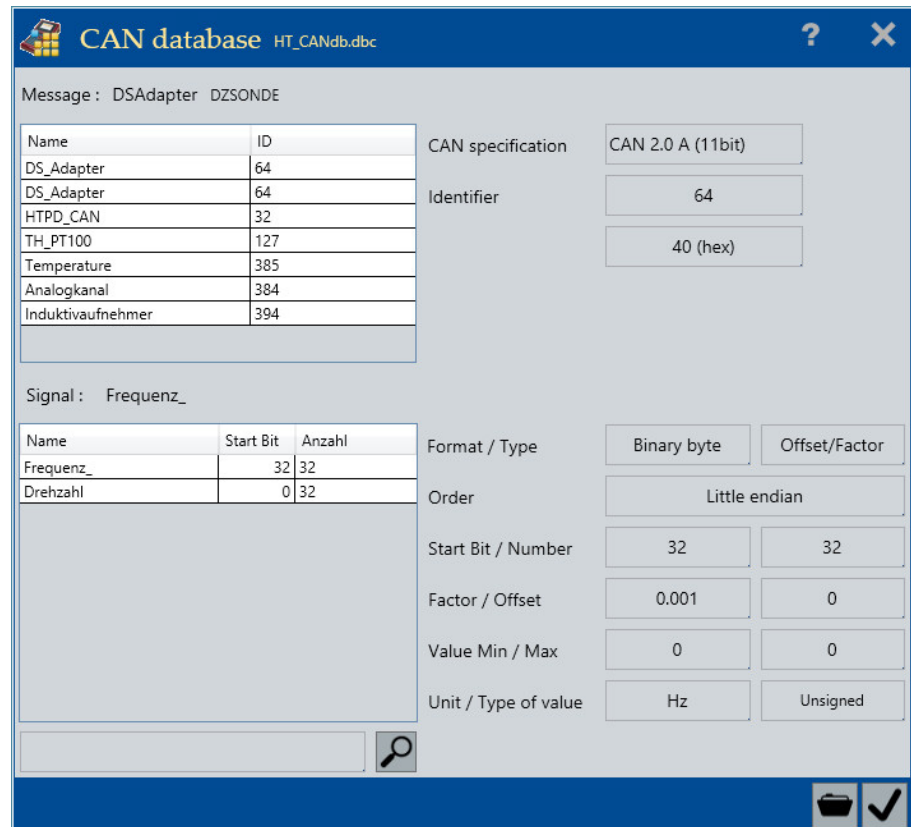 CAN database HT_CANdb.dbc ?
Message : DSAdapter DZSONDE
Name ID
DS_Adapter 64
DS_Adapter 64
HTPD_CAN 32
TH_PT100 127
Temperature 385
Analogkanal 384
Induktivaufnehmer 394
CAN specification CAN 2.0 A (11bit)
Identifier 64
40 (hex)
Signal : Frequenz_
Name Start Bit Anzahl
Frequenz_ 32 32
Drehzahl 0 32
Format / Type Binary byte Offset/Factor
Order Little endian
Start Bit / Number 32 32
Factor / Offset 0.001 0
Value Min / Max 0 0
Unit / Type of value Hz Unsigned